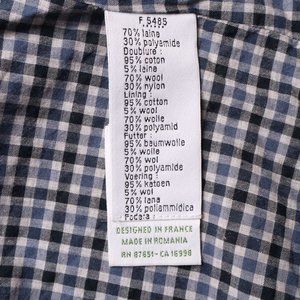 F 5485
70% laine
30% polyamide
Doublure :
95% coton
5% laine
70% wool
30% nylon
Lining :
95% cotton
5% wool
70% wolle
30% polyamid
Futter :
95% baumwolle
5% wolle
70% wol
30% polyamide
Voering :
95% katoen
5% wol
70% lana
30% poliammidica
Fodera :
DESIGNED IN FRANCE
MADE IN ROMANIA
RN 87651 - CA 16998